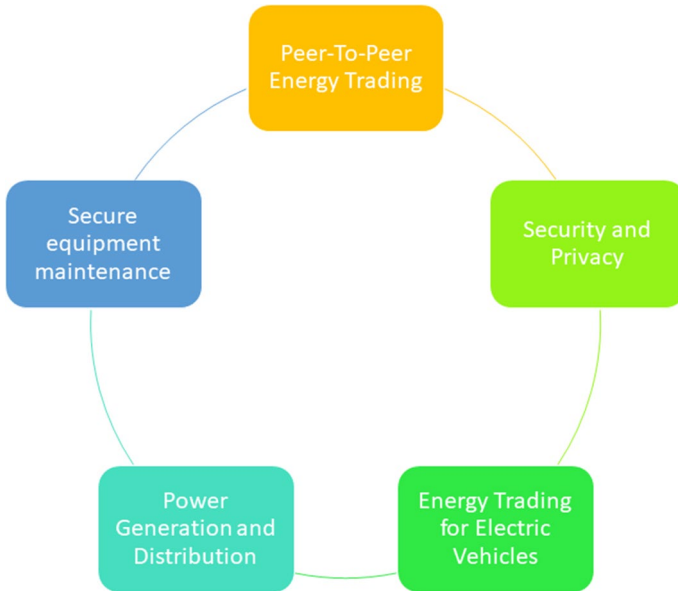 Peer-To-Peer
Energy Trading
Security and
Privacy
Energy Trading
for Electric
Vehicles
Power
Generation and
Distribution
Secure
equipment
maintenance